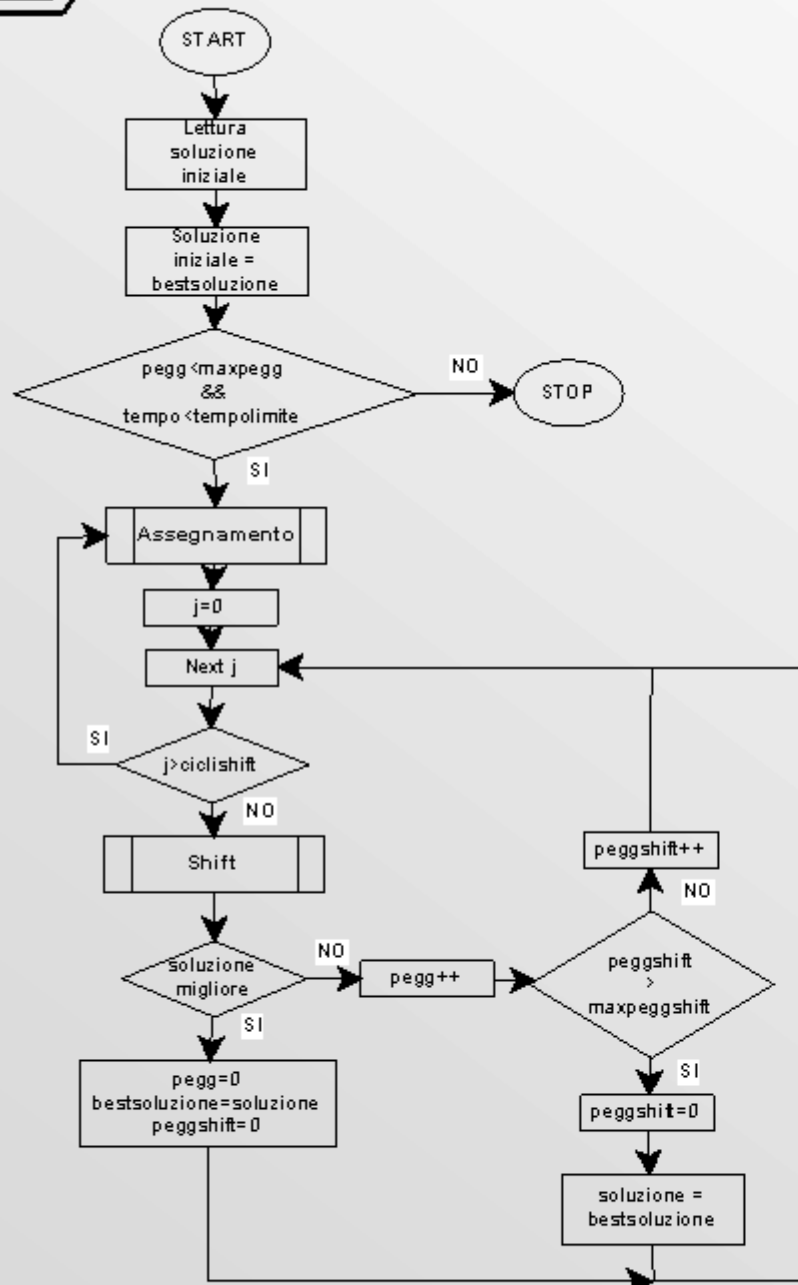 START
Lettura
soluzione
iniziale
Soluzione
iniziale =
bestsoluzione
pegg<maxpegg
&&
tempo<tempolimite
NO
STOP
SI
Assegnamento
j=0
Next j
SI
j>ciclishift
NO
Shift
peggshift++
NO
soluzione
migliore
NO
pegg++
peggshift
>
maxpeggshift
SI
SI
pegg=0
bestsoluzione=soluzione
peggshift=0
peggshift=0
soluzione =
bestsoluzione